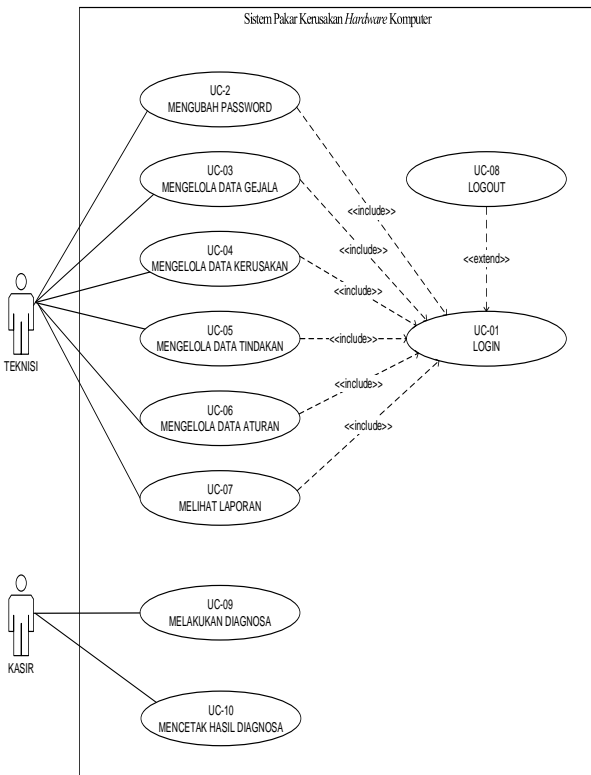 Sistem Pakar Kerusakan Hardware Komputer
UC-2
MENGUBAH PASSWORD
UC-03
MENGELOLA DATA GEJALA
UC-08
LOGOUT
<<include>>
<<include>>
<<extend>>
UC-04
MENGELOLA DATA KERUSAKAN
<<include>>
TEKNISI
UC-05
MENGELOLA DATA TINDAKAN
<<include>>
UC-01
LOGIN
UC-06
MENGELOLA DATA ATURAN
<<include>>
<<include>>
UC-07
MELIHAT LAPORAN
KASIR
UC-09
MELAKUKAN DIAGNOSA
UC-10
MENCETAK HASIL DIAGNOSA